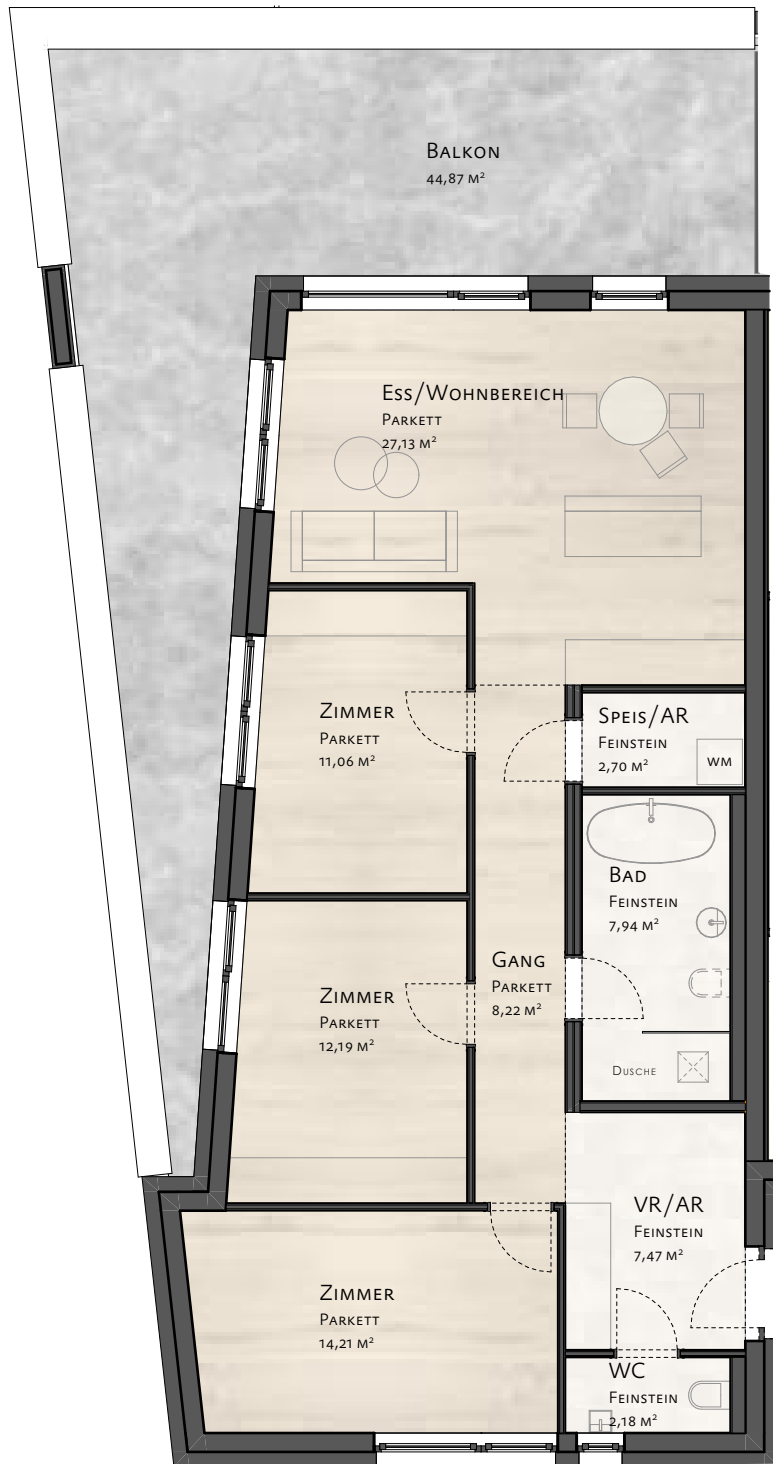 Balkon
44,87 m²
Ess/Wohnbereich
Parkett
27,13 m²
Zimmer
Parkett
11,06 m²
Speis/AR
Feinstein
2,70 m²
WM
Bad
Feinstein
7,94 m²
Gang
Parkett
8,22 m²
Zimmer
Parkett
12,19 m²
Dusche
VR/AR
Feinstein
7,47 m²
Zimmer
Parkett
14,21 m²
WC
Feinstein
2,18 m²